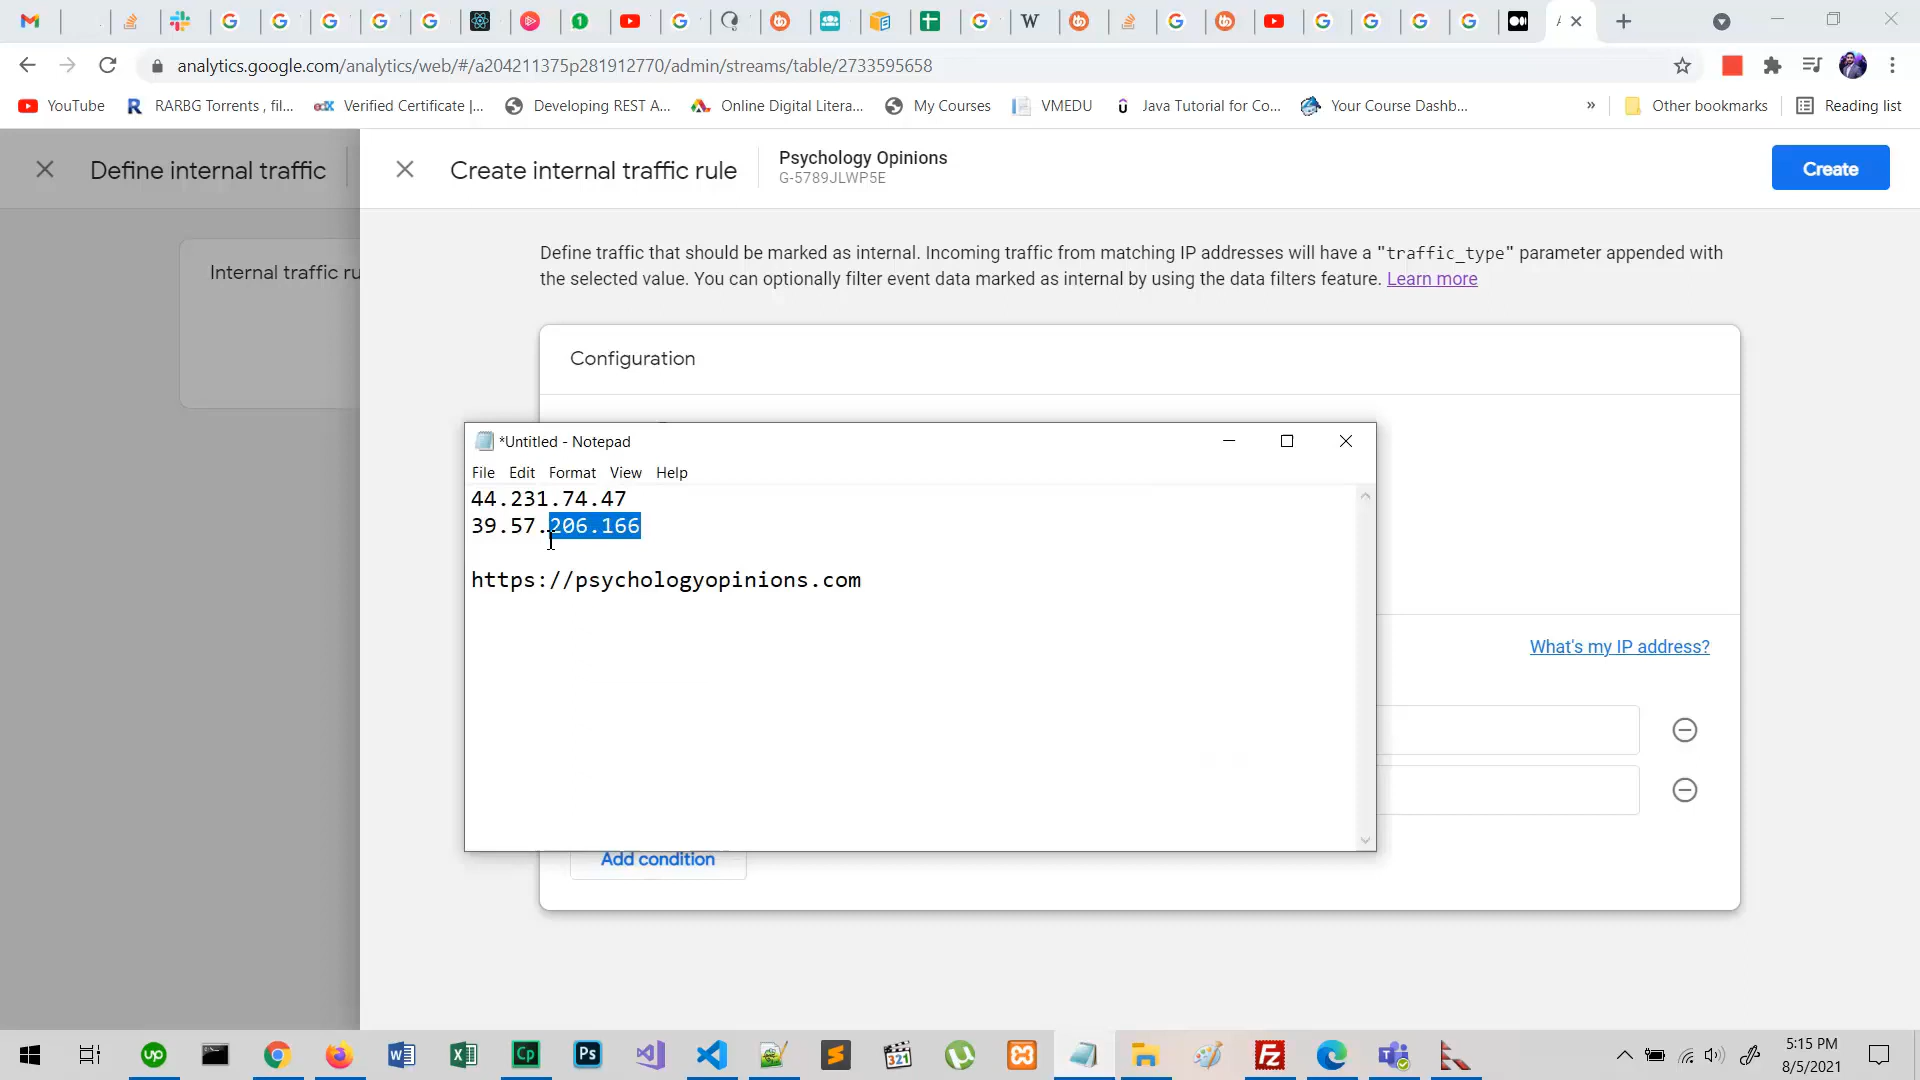 analytics.google.com/analytics/web/#/a204211375p281912770/admin/streams/table/2733595658
YouTube
RARBG Torrents , fil...
Verified Certificate |...
Developing REST A...
Online Digital Litera...
My Courses
VMEDU
Java Tutorial for Co...
Your Course Dashb...
»
Other bookmarks
Reading list
Define internal traffic
Create internal traffic rule
Psychology Opinions
G-5789JLWP5E
Create
Internal traffic ru
Define traffic that should be marked as internal. Incoming traffic from matching IP addresses will have a "traffic_type" parameter appended with
the selected value. You can optionally filter event data marked as internal by using the data filters feature. Learn more
Configuration
*Untitled - Notepad
File Edit Format View Help
44.231.74.47
39.57.206.166
https://psychologyopinions.com
What's my IP address?
Add condition
5:15 PM
8/5/2021